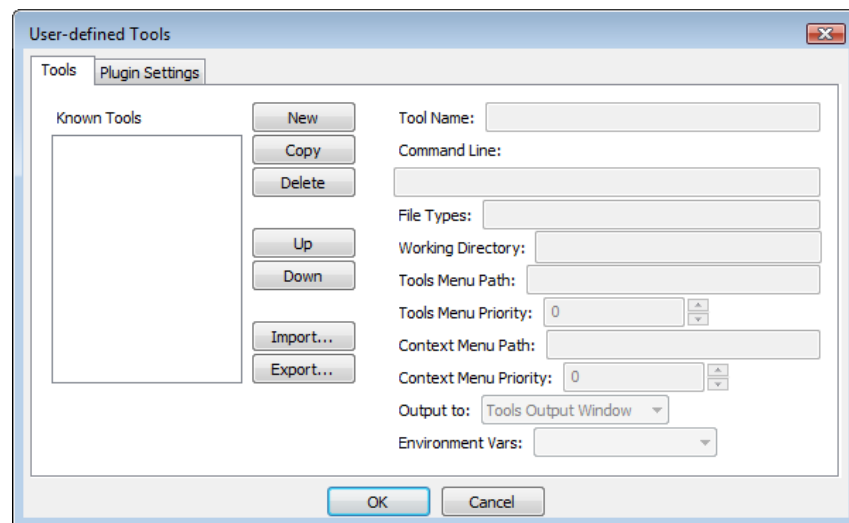 User-defined Tools
Tools
Plugin Settings
Known Tools
New
Copy
Delete
Up
Down
Import...
Export...
Tool Name:
Command Line:
File Types:
Working Directory:
Tools Menu Path:
Tools Menu Priority: 0
Context Menu Path:
Context Menu Priority: 0
Output to: Tools Output Window
Environment Vars:
OK
Cancel